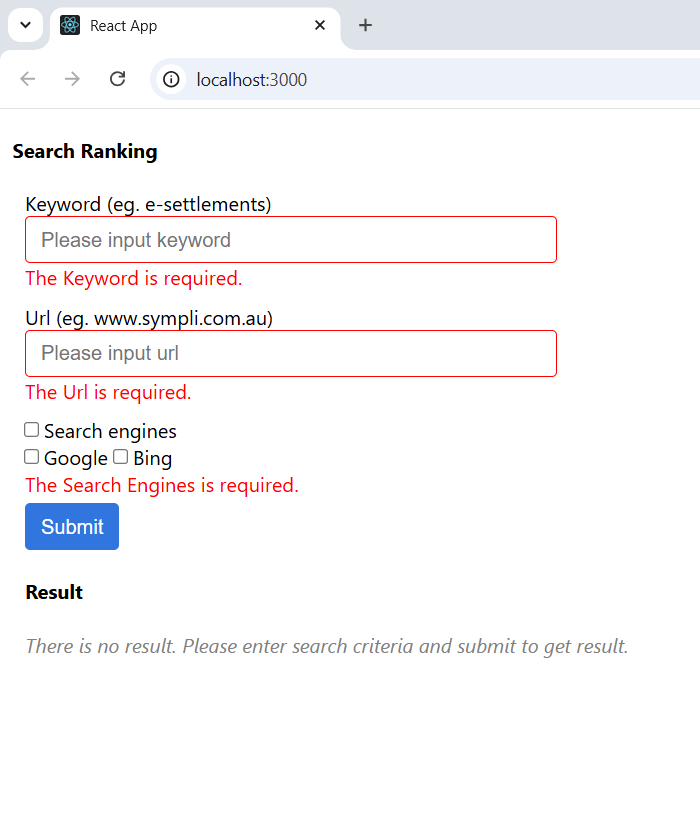 React App
localhost:3000
Search Ranking
Keyword (eg. e-settlements)
Please input keyword
The Keyword is required.
Url (eg. www.sympli.com.au)
Please input url
The Url is required.
Search engines
Google Bing
The Search Engines is required.
Submit
Result
There is no result. Please enter search criteria and submit to get result.